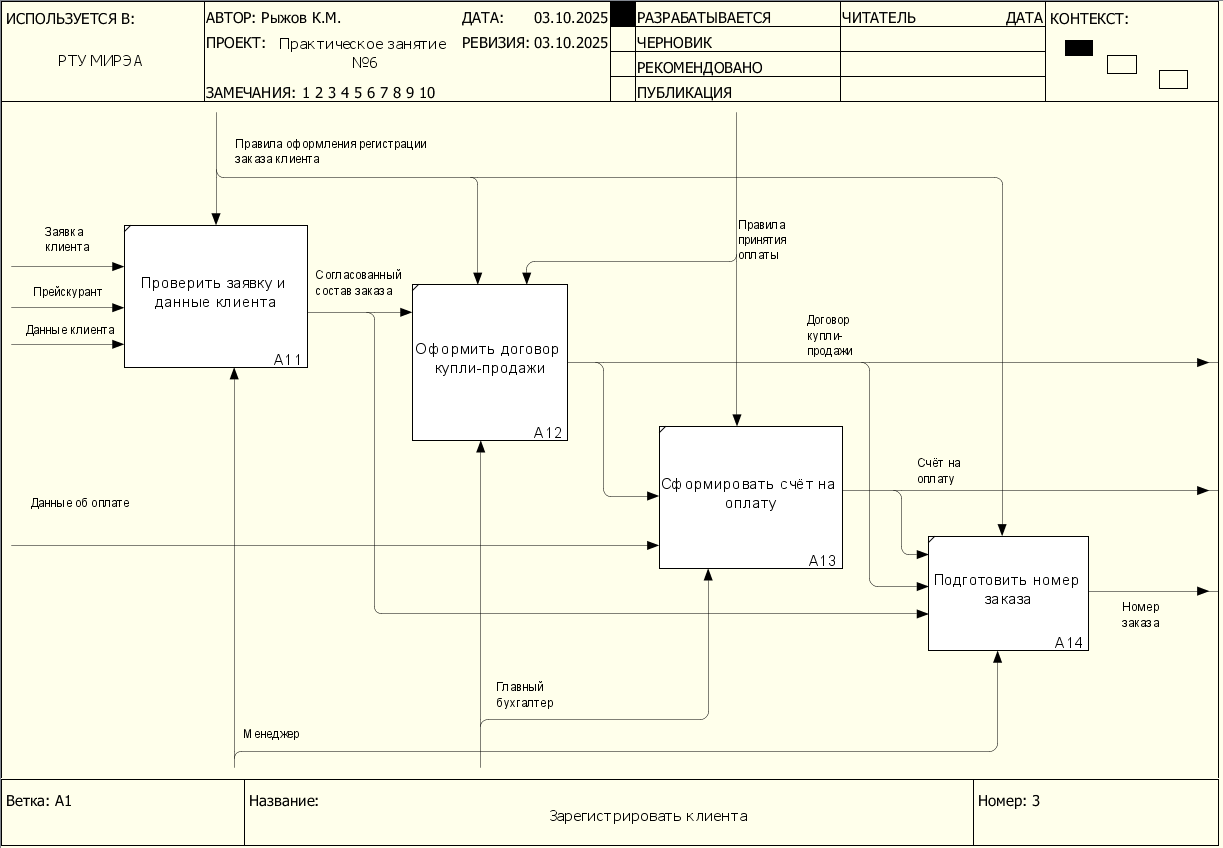 ИСПОЛЬЗУЕТСЯ В:
РТУ МИРЭА
АВТОР: Рыжов К.М.
ДАТА: 03.10.2025
ПРОЕКТ: Практическое занятие
№6
РЕВИЗИЯ: 03.10.2025
ЗАМЕЧАНИЯ: 1 2 3 4 5 6 7 8 9 10
РАЗРАБАТЫВАЕТСЯ
ЧЕРНОВИК
РЕКОМЕНДОВАНО
ПУБЛИКАЦИЯ
ЧИТАТЕЛЬ
ДАТА
КОНТЕКСТ:
Правила оформления регистрации
заказа клиента
Правила
принятия
оплаты
Заявка
клиента
Прейскурант
Данные клиента
Проверить заявку и
данные клиента
A11
Согласованный
состав заказа
Оформить договор
купли-продажи
A12
Договор
купли-
продажи
Данные об оплате
Сформировать счёт на
оплату
A13
Счёт на
оплату
Подготовить номер
заказа
A14
Номер
заказа
Главный
бухгалтер
Менеджер
Ветка: A1
Название:
Зарегистрировать клиента
Номер: 3